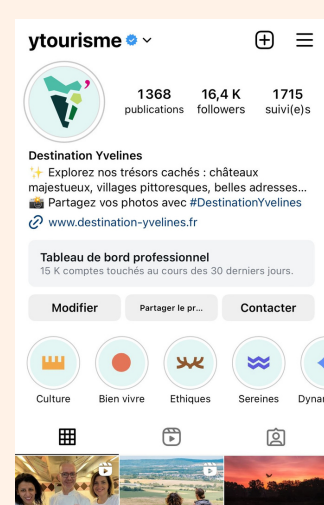 ytourisme
1368 16,4 K 1715
publications followers suivi(e)s
Destination Yvelines
✨ Explorez nos trésors cachés : châteaux
majestueux, villages pittoresques, belles adresses...
📸 Partagez vos photos avec #DestinationYvelines
www.destination-yvelines.fr
Tableau de bord professionnel
15 K comptes touchés au cours des 30 derniers jours.
Modifier Partager le pr... Contacter
Culture Bien vivre Ethiques Sereines Dynar